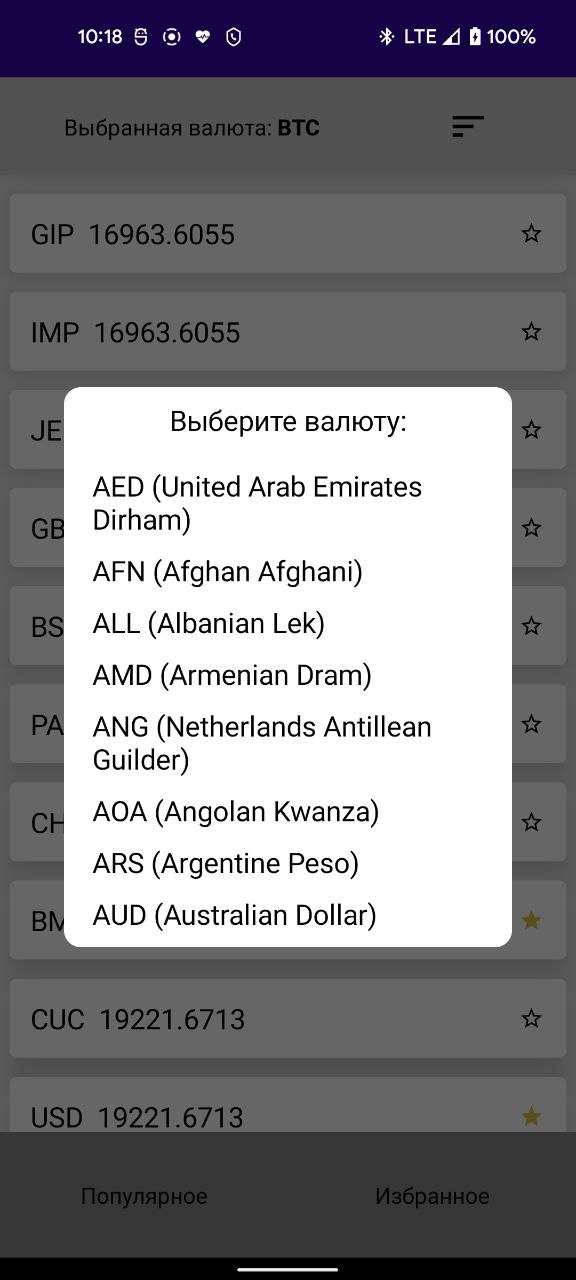 10:18 LTE 100%
Выбранная валюта: BTC
GIP 16963.6055
IMP 16963.6055
JE
GB
BS
PA
CH
BM
Выберите валюту:
AED (United Arab Emirates
Dirham)
AFN (Afghan Afghani)
ALL (Albanian Lek)
AMD (Armenian Dram)
ANG (Netherlands Antillean
Guilder)
AOA (Angolan Kwanza)
ARS (Argentine Peso)
AUD (Australian Dollar)
CUC 19221.6713
USD 19221.6713
Популярное Избранное